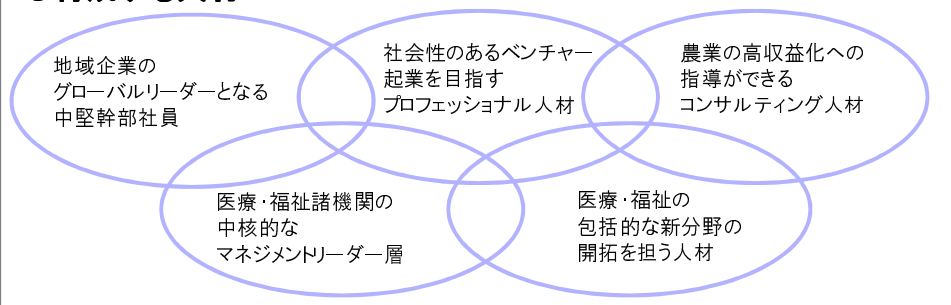 地域企業の
グローバルリーダーとなる
中堅幹部社員
社会性のあるベンチャー
起業を目指す
プロフェッショナル人材
農業の高収益化への
指導ができる
コンサルティング人材
医療・福祉諸機関の
中核的な
マネジメントリーダー層
医療・福祉の
包括的な新分野の
開拓を担う人材